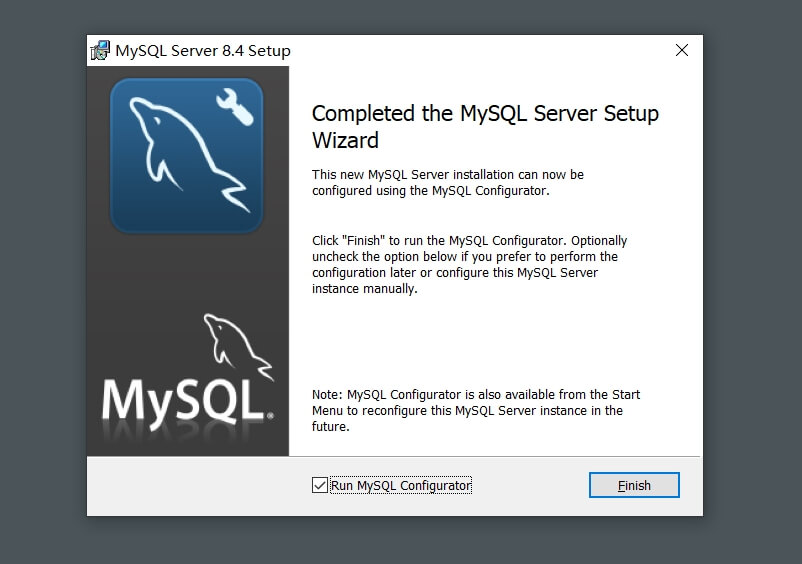 MySQL Server 8.4 Setup
Completed the MySQL Server Setup
Wizard
This new MySQL Server installation can now be
configured using the MySQL Configurator.
Click "Finish" to run the MySQL Configurator. Optionally
uncheck the option below if you prefer to perform the
configuration later or configure this MySQL Server
instance manually.
MySQL®
Note: MySQL Configurator is also available from the Start
Menu to reconfigure this MySQL Server instance in the
future.
Run MySQL Configurator
Finish